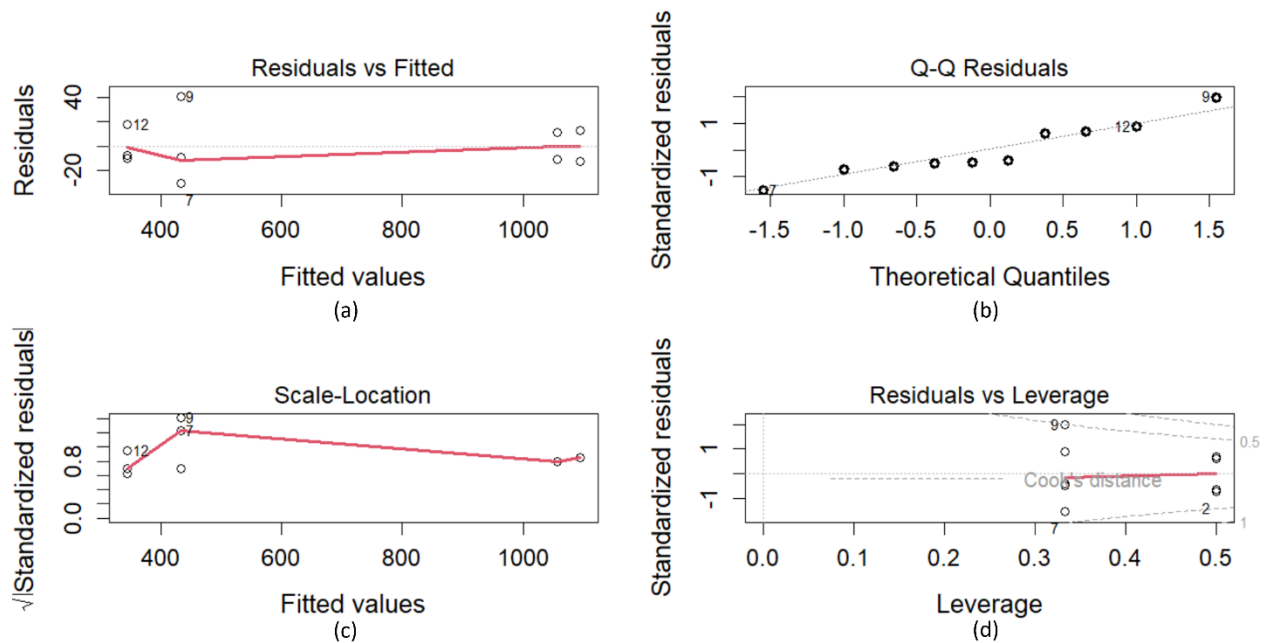 Residuals vs Fitted
Residuals
40
-20
9
12
7
400 600 800 1000
Fitted values
(a)
Q-Q Residuals
Standardized residuals
1
-1
9
12
7
-1.5 -1.0 -0.5 0.0 0.5 1.0 1.5
Theoretical Quantiles
(b)
Scale-Location
√|Standardized residuals|
0.8
0.0
9
7
12
400 600 800 1000
Fitted values
(c)
Residuals vs Leverage
Standardized residuals
1
-1
9
0.5
Cook's distance
2
1
7
0.0 0.1 0.2 0.3 0.4 0.5
Leverage
(d)